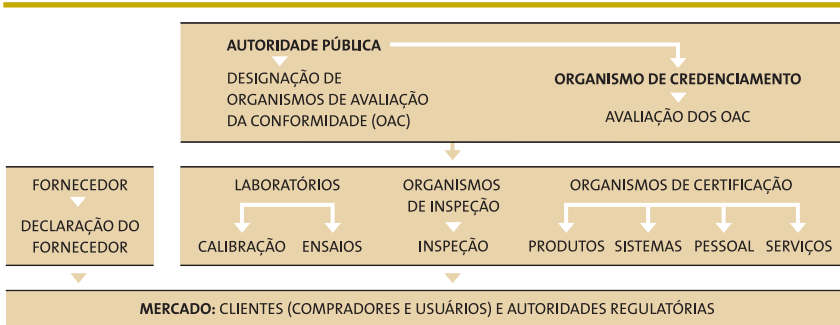 AUTORIDADE PÚBLICA
DESIGNAÇÃO DE
ORGANISMOS DE AVALIAÇÃO
DA CONFORMIDADE (OAC)
ORGANISMO DE CREDENCIAMENTO
AVALIAÇÃO DOS OAC
FORNECEDOR
DECLARAÇÃO DO
FORNECEDOR
LABORATÓRIOS
CALIBRAÇÃO ENSAIOS
ORGANISMOS
DE INSPEÇÃO
INSPEÇÃO
ORGANISMOS DE CERTIFICAÇÃO
PRODUTOS SISTEMAS PESSOAL SERVIÇOS
MERCADO: CLIENTES (COMPRADORES E USUÁRIOS) E AUTORIDADES REGULATÓRIAS